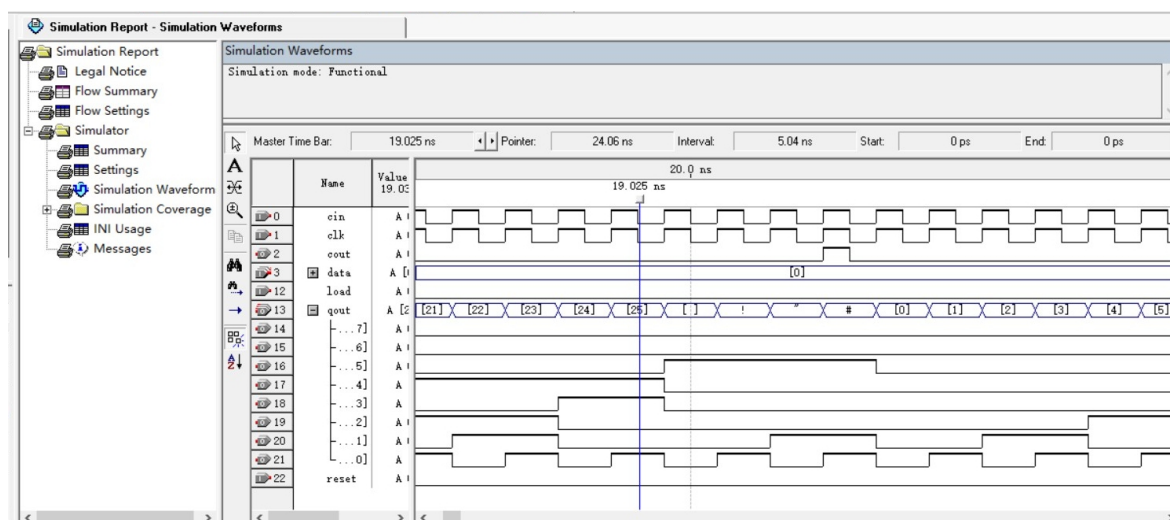 Simulation Report - Simulation Waveforms
Simulation Report
Legal Notice
Flow Summary
Flow Settings
Simulator
Summary
Settings
Simulation Waveform
Simulation Coverage
INI Usage
Messages
Simulation Waveforms
Simulation mode: Functional
Master Time Bar: 19.025 ns Pointer: 24.06 ns Interval: 5.04 ns Start: 0 ps End: 0 ps
Name Value 20.0 ns
19.03 19.025 ns
0 cin A
1 clk A
2 cout A
3 data A [ [0]
12 load A
13 qout A [2 [21] [22] [23] [24] [25] [ ] ! " # [0] [1] [2] [3] [4] [5]
14 ...7] A
15 ...6] A
16 ...5] A
17 ...4] A
18 ...3] A
19 ...2] A
20 ...1] A
21 ...0] A
22 reset A